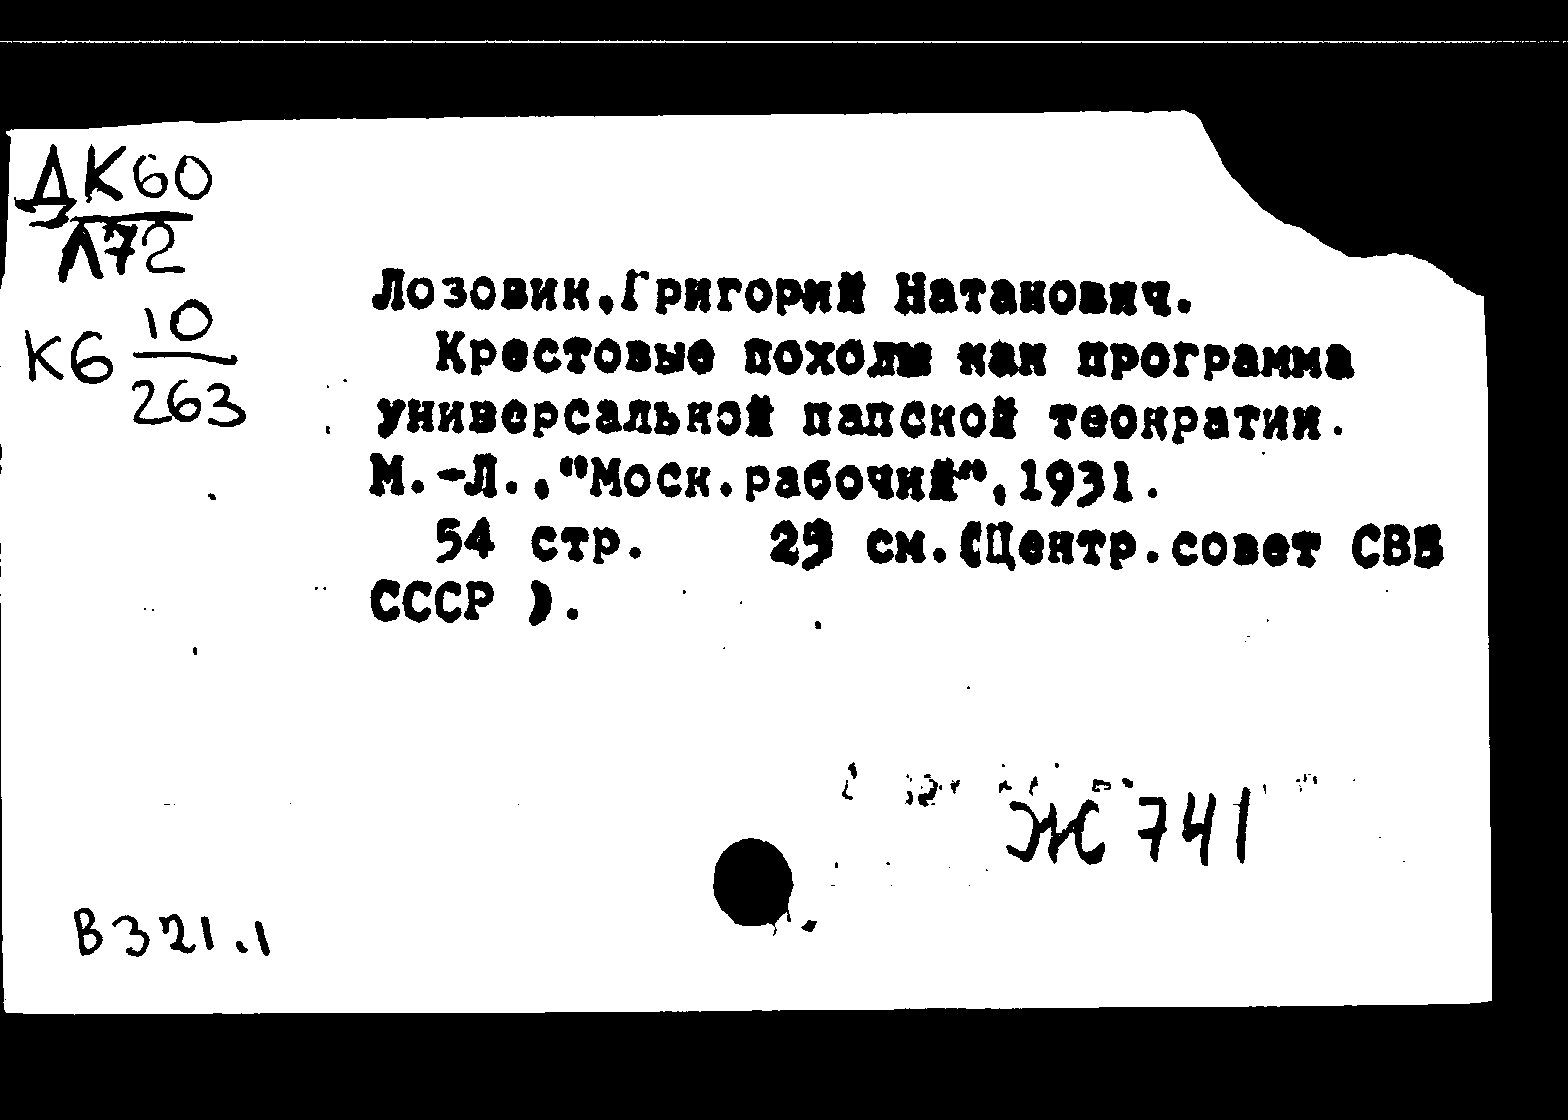 ДК60
Л72
К6 10
263
Лозовик,Григорий Натанович.
Крестовые походы как программа
универсальной папской теократии.
М.-Л.,"Моск.рабочий",1931.
54 стр. 23 см.(Центр.совет СВБ
СССР ).
Ж 741
В 321.1